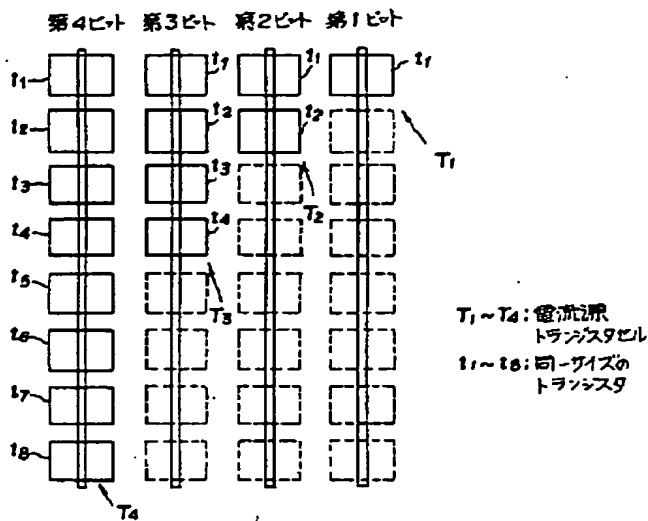 第4ビット 第3ビット 第2ビット 第1ビット
t1 t1 t1 t1
t2 t2 t2 T1
t3 t3 T2
t4 t4
t5 T3
t6
t7
t8
T4
T1~T4:電流源
トランジスタセル
t1~t8:同一サイズの
トランジスタ